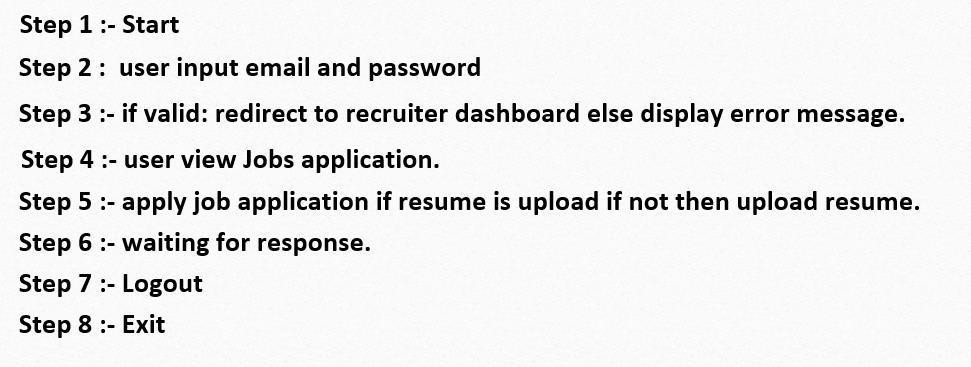 Step 1 :- Start
Step 2 :  user input email and password
Step 3 :- if valid: redirect to recruiter dashboard else display error message.
Step 4 :- user view Jobs application.
Step 5 :- apply job application if resume is upload if not then upload resume.
Step 6 :- waiting for response.
Step 7 :- Logout
Step 8 :- Exit